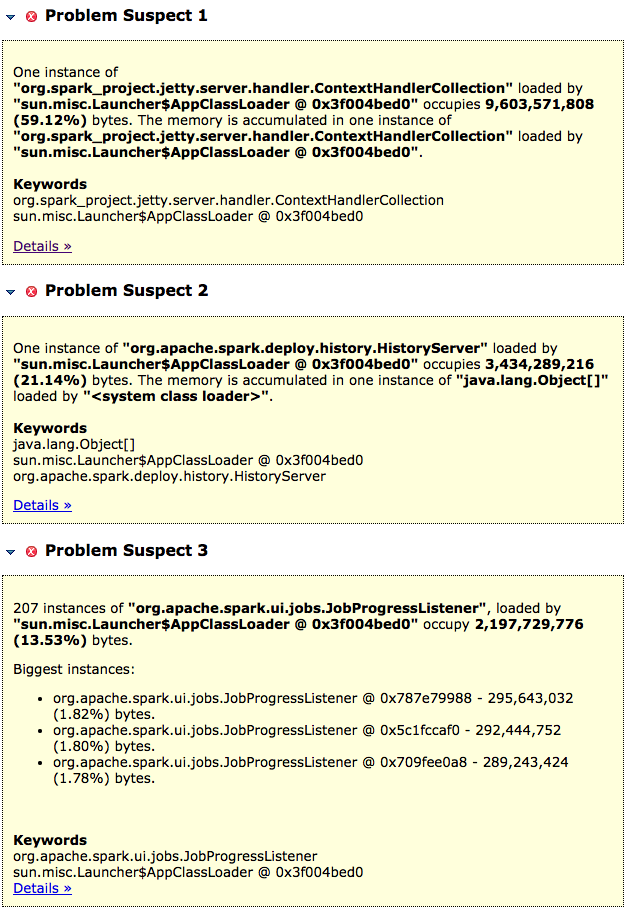 Problem Suspect 1
One instance of
"org.spark_project.jetty.server.handler.ContextHandlerCollection" loaded by
"sun.misc.Launcher$AppClassLoader @ 0x3f004bed0" occupies 9,603,571,808
(59.12%) bytes. The memory is accumulated in one instance of
"org.spark_project.jetty.server.handler.ContextHandlerCollection" loaded by
"sun.misc.Launcher$AppClassLoader @ 0x3f004bed0".
Keywords
org.spark_project.jetty.server.handler.ContextHandlerCollection
sun.misc.Launcher$AppClassLoader @ 0x3f004bed0
Details »
Problem Suspect 2
One instance of "org.apache.spark.deploy.history.HistoryServer" loaded by
"sun.misc.Launcher$AppClassLoader @ 0x3f004bed0" occupies 3,434,289,216
(21.14%) bytes. The memory is accumulated in one instance of "java.lang.Object[]"
loaded by "<system class loader>".
Keywords
java.lang.Object[]
sun.misc.Launcher$AppClassLoader @ 0x3f004bed0
org.apache.spark.deploy.history.HistoryServer
Details »
Problem Suspect 3
207 instances of "org.apache.spark.ui.jobs.JobProgressListener", loaded by
"sun.misc.Launcher$AppClassLoader @ 0x3f004bed0" occupy 2,197,729,776
(13.53%) bytes.
Biggest instances:
• org.apache.spark.ui.jobs.JobProgressListener @ 0x787e79988 - 295,643,032
(1.82%) bytes.
• org.apache.spark.ui.jobs.JobProgressListener @ 0x5c1fccaf0 - 292,444,752
(1.80%) bytes.
• org.apache.spark.ui.jobs.JobProgressListener @ 0x709fee0a8 - 289,243,424
(1.78%) bytes.
Keywords
org.apache.spark.ui.jobs.JobProgressListener
sun.misc.Launcher$AppClassLoader @ 0x3f004bed0
Details »